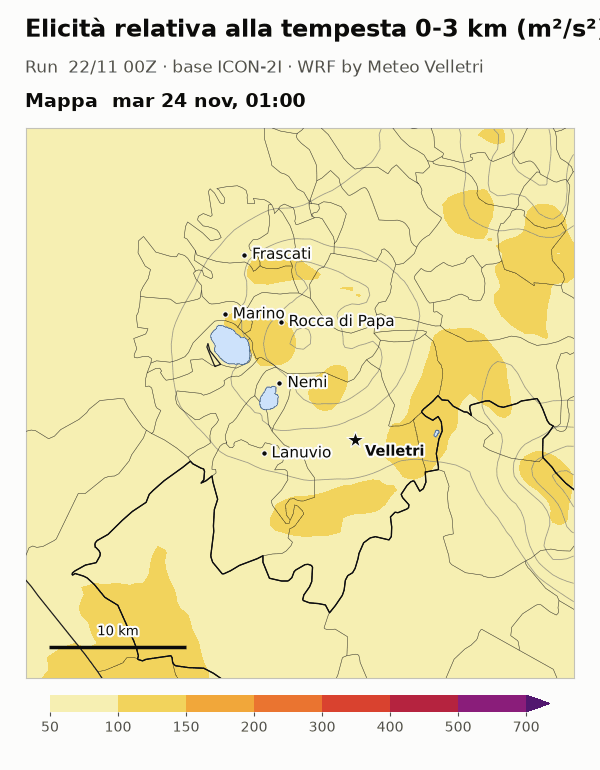 Elicità relativa alla tempesta 0-3 km (m²/s²)
Run 22/11 00Z · base ICON-2I · WRF by Meteo Velletri
Mappa mar 24 nov, 01:00
Frascati
Marino
Rocca di Papa
Nemi
Velletri
Lanuvio
10 km
50 100 150 200 300 400 500 700